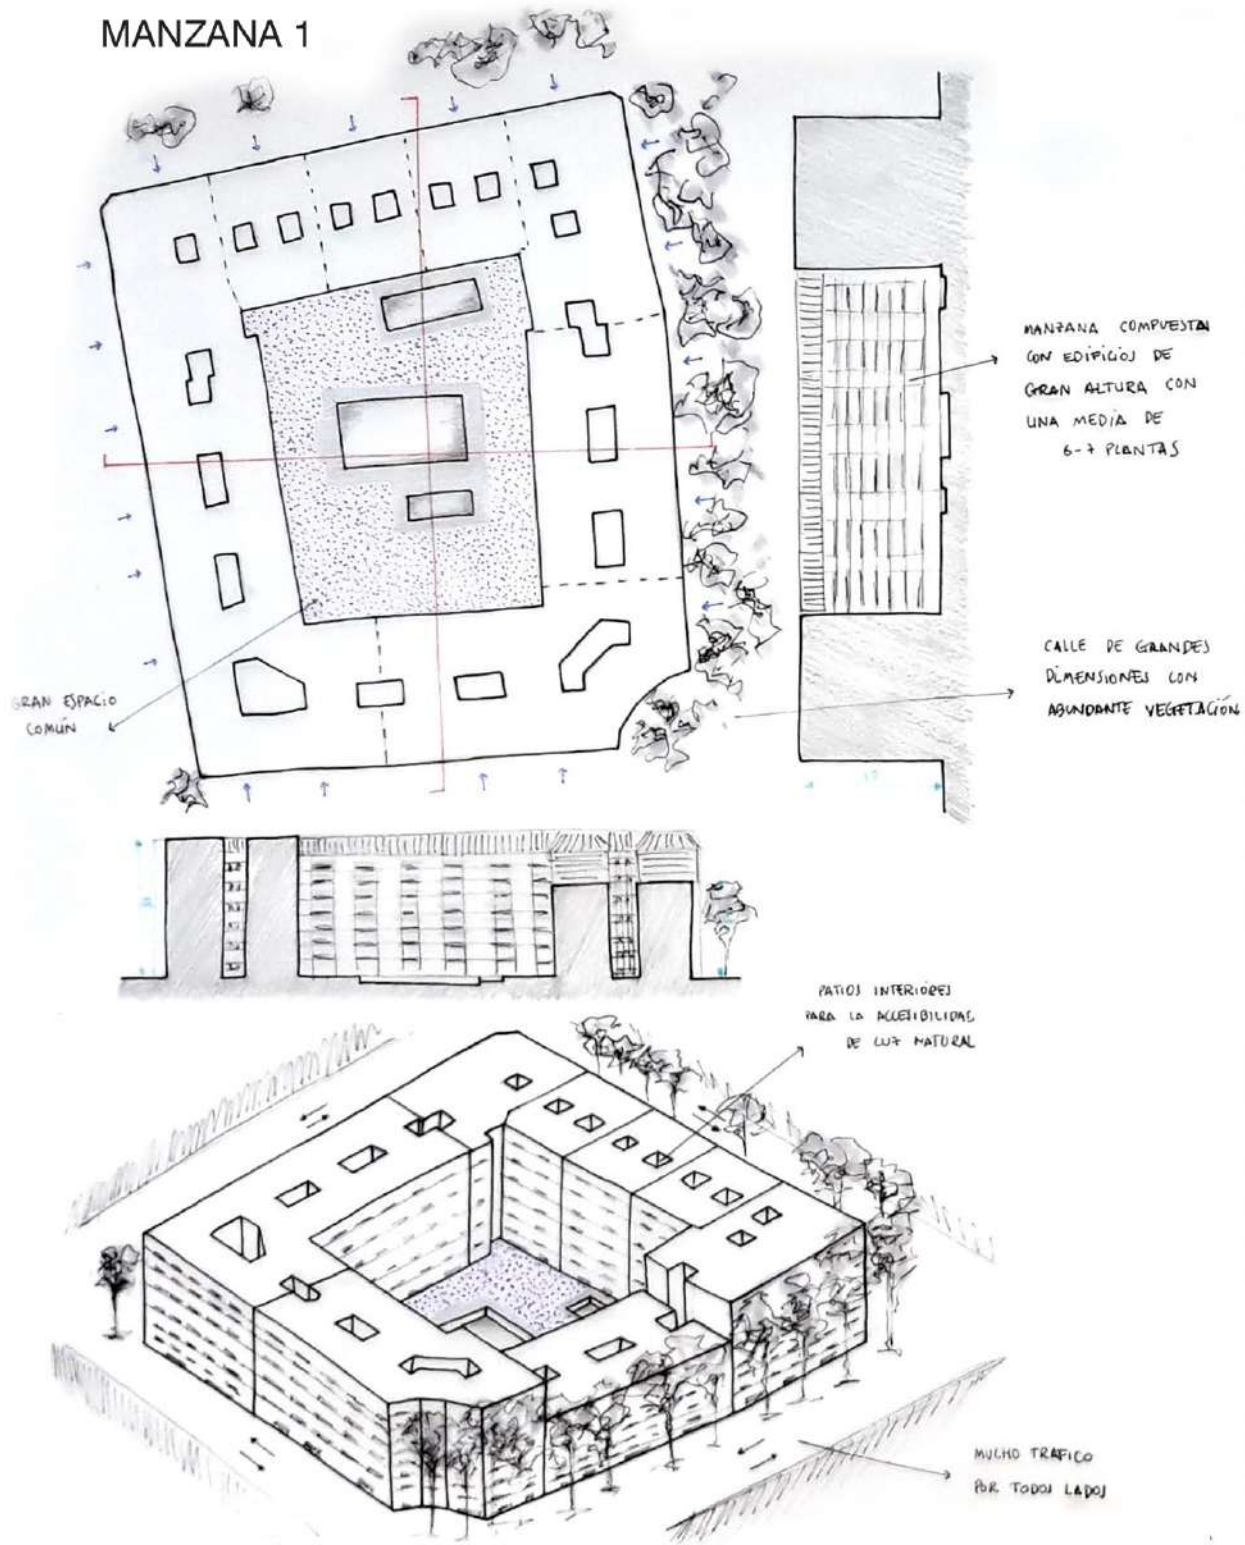 MANZANA 1
MANZANA COMPUESTA
CON EDIFICIOS DE
GRAN ALTURA CON
UNA MEDIA DE
6-7 PLANTAS
CALLE DE GRANDES
DIMENSIONES CON
ABUNDANTE VEGETACIÓN
GRAN ESPACIO
COMÚN
PATIOS INTERIORES
PARA LA ACCESIBILIDAD
DE LUZ NATURAL
MUCHO TRAFICO
POR TODOS LADOS